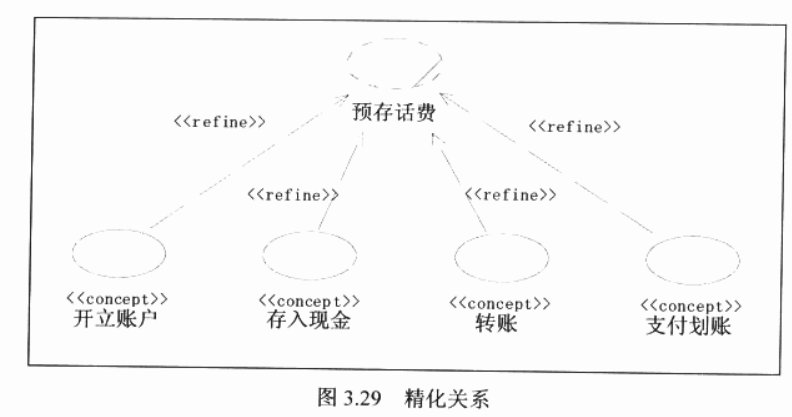 <<refine>>
预存话费
<<refine>>
<<refine>>
<<refine>>
<<concept>>
开立账户
<<concept>>
存入现金
<<concept>>
转账
<<concept>>
支付划账
图 3.29 精化关系